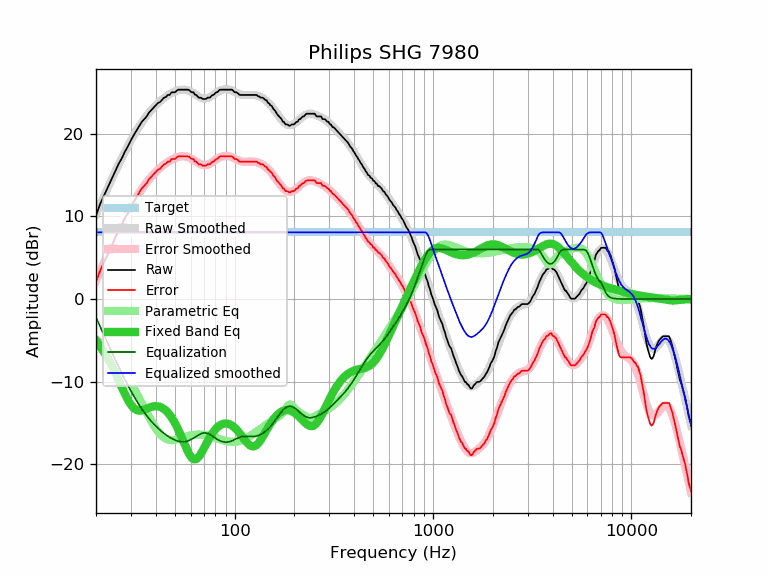 Philips SHG 7980
Amplitude (dBr)
20
10
0
−10
−20
Target
Raw Smoothed
Error Smoothed
Raw
Error
Parametric Eq
Fixed Band Eq
Equalization
Equalized smoothed
100 1000 10000
Frequency (Hz)